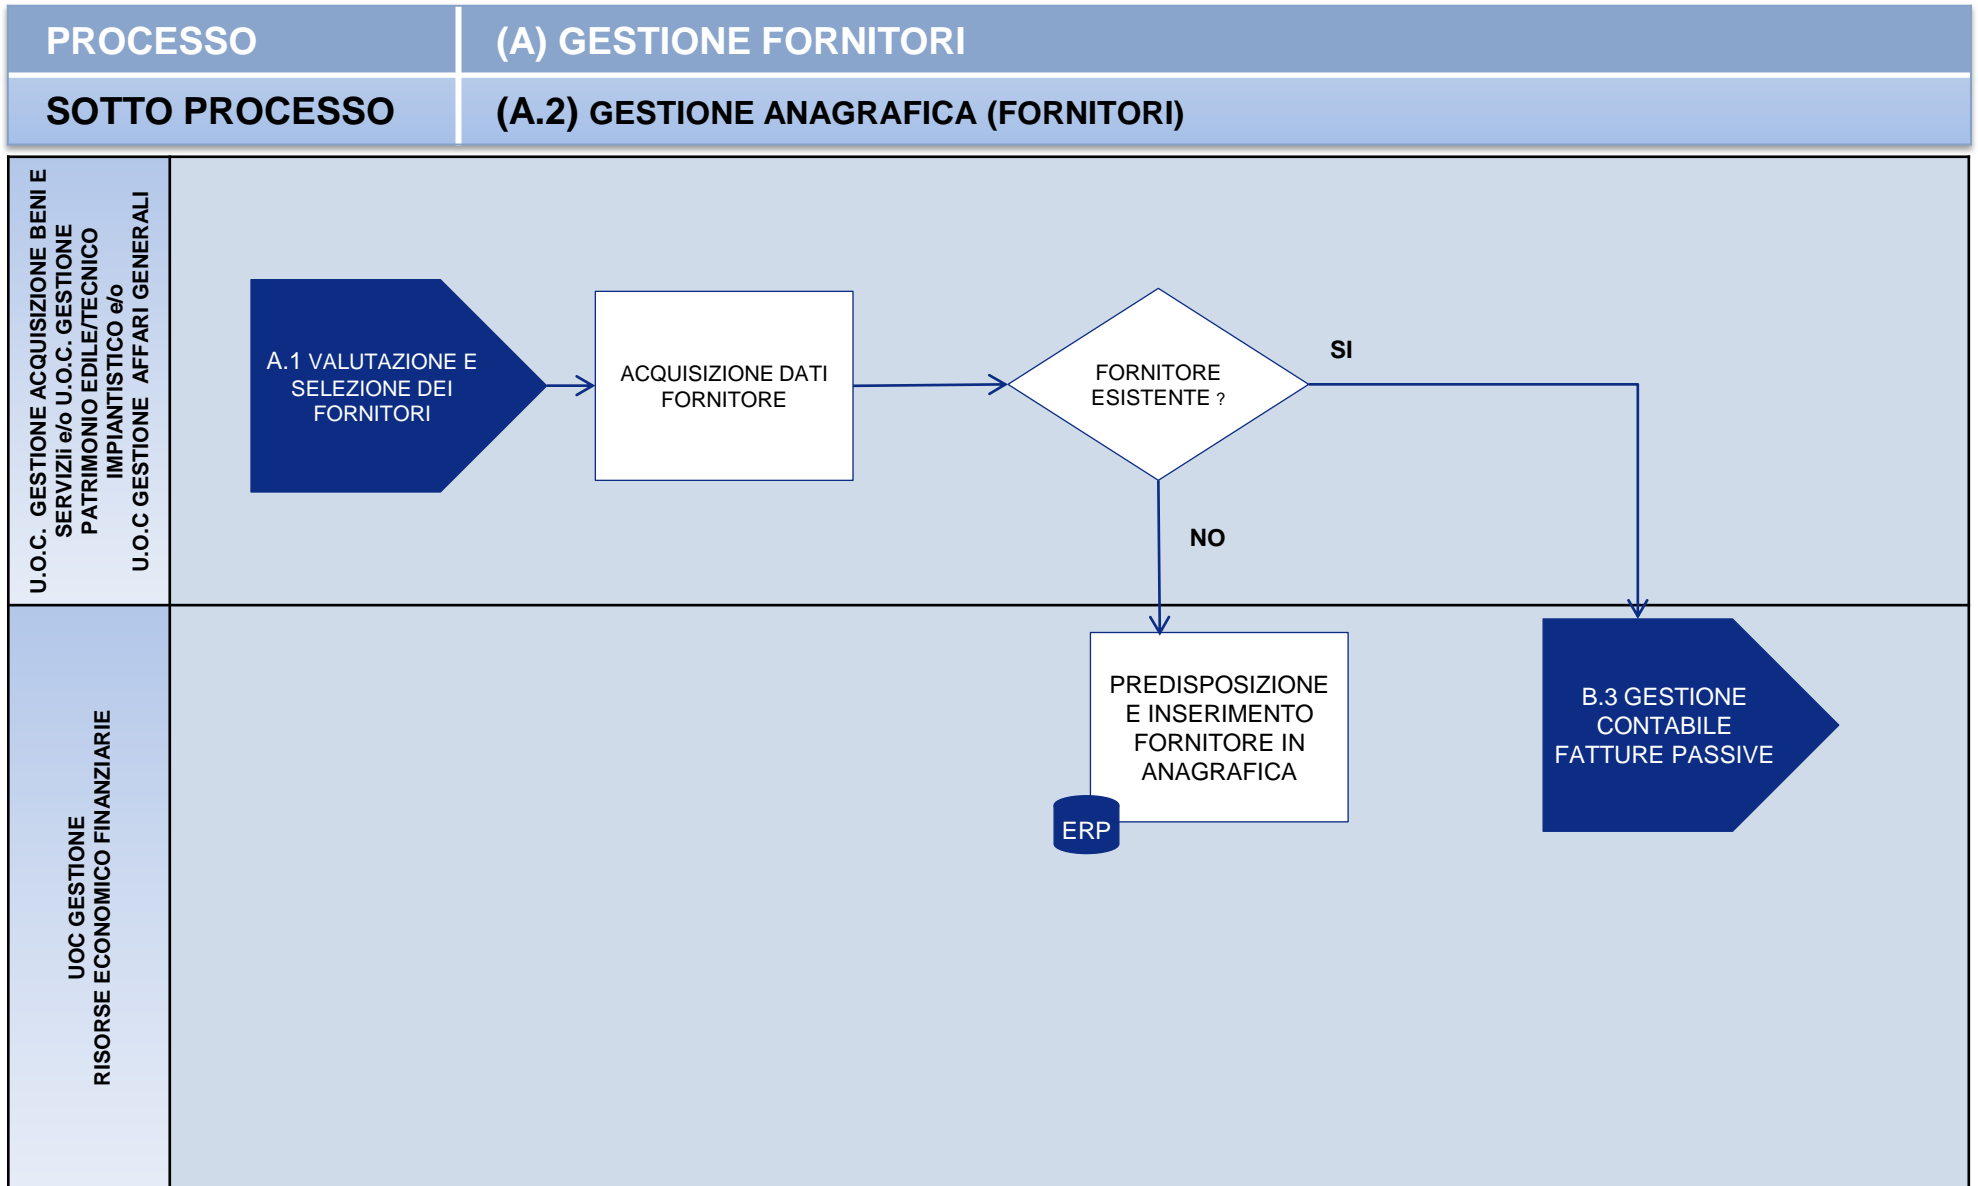 PROCESSO
(A) GESTIONE FORNITORI
SOTTO PROCESSO
(A.2) GESTIONE ANAGRAFICA (FORNITORI)
U.O.C. GESTIONE ACQUISIZIONE BENI E
SERVIZIi e/o U.O.C. GESTIONE
PATRIMONIO EDILE/TECNICO
IMPIANTISTICO e/o
U.O.C GESTIONE AFFARI GENERALI
A.1 VALUTAZIONE E
SELEZIONE DEI
FORNITORI
ACQUISIZIONE DATI
FORNITORE
FORNITORE
ESISTENTE ?
SI
NO
UOC GESTIONE
RISORSE ECONOMICO FINANZIARIE
PREDISPOSIZIONE
E INSERIMENTO
FORNITORE IN
ANAGRAFICA
ERP
B.3 GESTIONE
CONTABILE
FATTURE PASSIVE